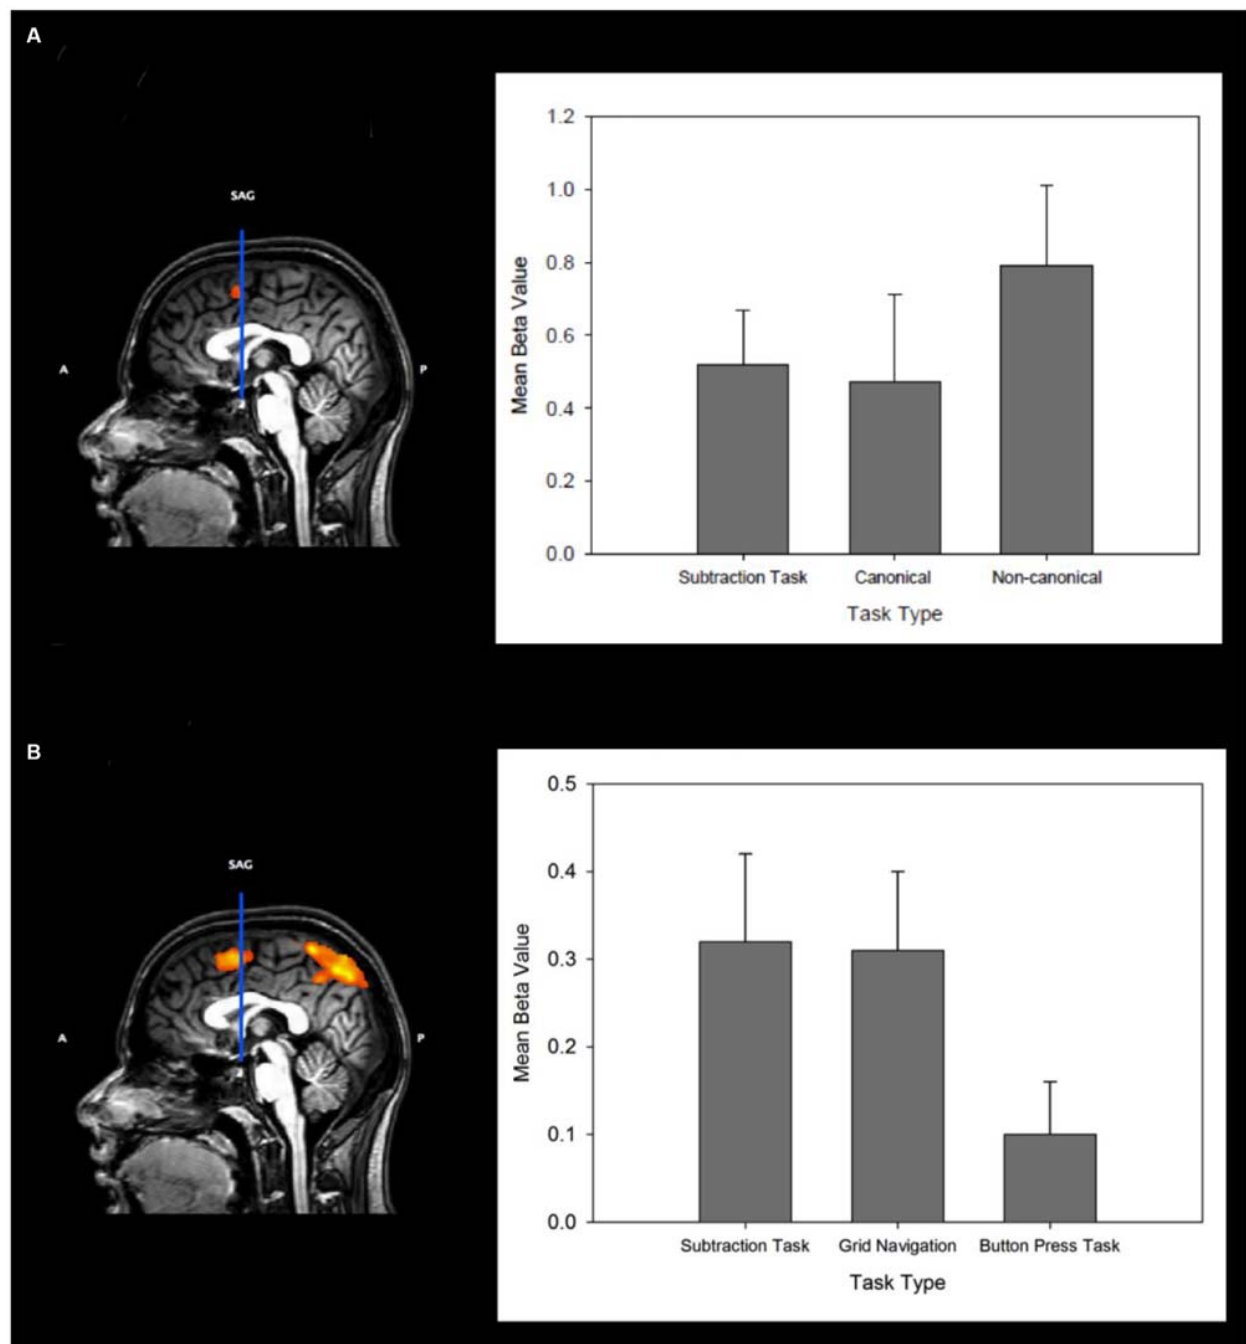 A
SAG
A
P
1.2
1.0
0.8
0.6
0.4
0.2
0.0
Mean Beta Value
Subtraction Task Canonical Non-canonical
Task Type
B
SAG
A
P
0.5
0.4
0.3
0.2
0.1
0.0
Mean Beta Value
Subtraction Task Grid Navigation Button Press Task
Task Type